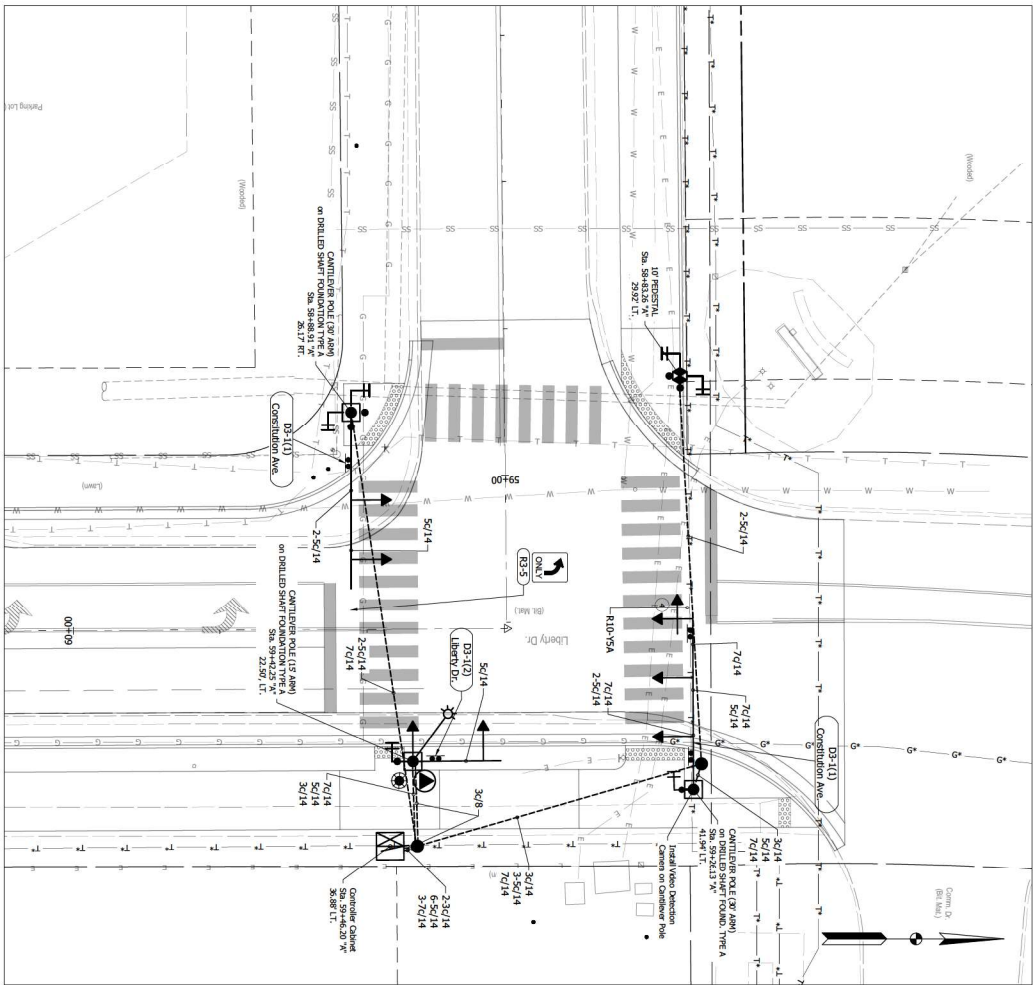 Parking Lot
(Wooded)
(Wooded)
10' PEDESTAL
Sta. 58+83.26 "A"
29.92' LT.
CANTILEVER POLE (30' ARM)
on DRILLED SHAFT FOUNDATION TYPE A
Sta. 58+88.91 "A"
26.17' RT.
D3-1(1)
Consitution Ave.
(Lawn)
59+00
2-5c/14
5c/14
2-5c/14
ONLY
R3-5
(Bit. Mat.)
Liberty Dr.
R10-Y5A
4
7c/14
7c/14
5c/14
60+00
CANTILEVER POLE (15' ARM)
on DRILLED SHAFT FOUNDATION TYPE A
Sta. 59+42.25 "A"
22.50' LT.
2-5c/14
7c/14
D3-1(2)
Liberty Dr.
5c/14
7c/14
2-5c/14
D3-1(1)
Consitution Ave.
7c/14
5c/14
3c/14
3c/8
3c/14
3-5c/14
7c/14
3c/14
5c/14
7c/14
CANTILEVER POLE (30' ARM)
on DRILLED SHAFT FOUND. TYPE A
Sta. 59+26.13 "A"
41.94' LT.
Install Video Detection
Camera on Cantilever Pole
2-3c/14
6-5c/14
3-7c/14
Controller Cabinet
Sta. 59+46.20 "A"
36.88' LT.
Comm. Dr.
(Bit. Mat.)